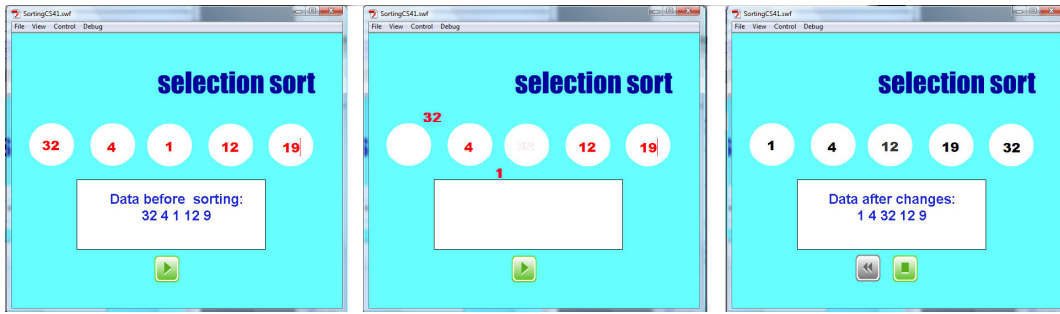 SortingCS41.swf
File View Control Debug
selection sort
32 4 1 12 19
Data before sorting:
32 4 1 12 9
SortingCS41.swf
File View Control Debug
selection sort
32
4 12 19
1
SortingCS41.swf
File View Control Debug
selection sort
1 4 12 19 32
Data after changes:
1 4 32 12 9